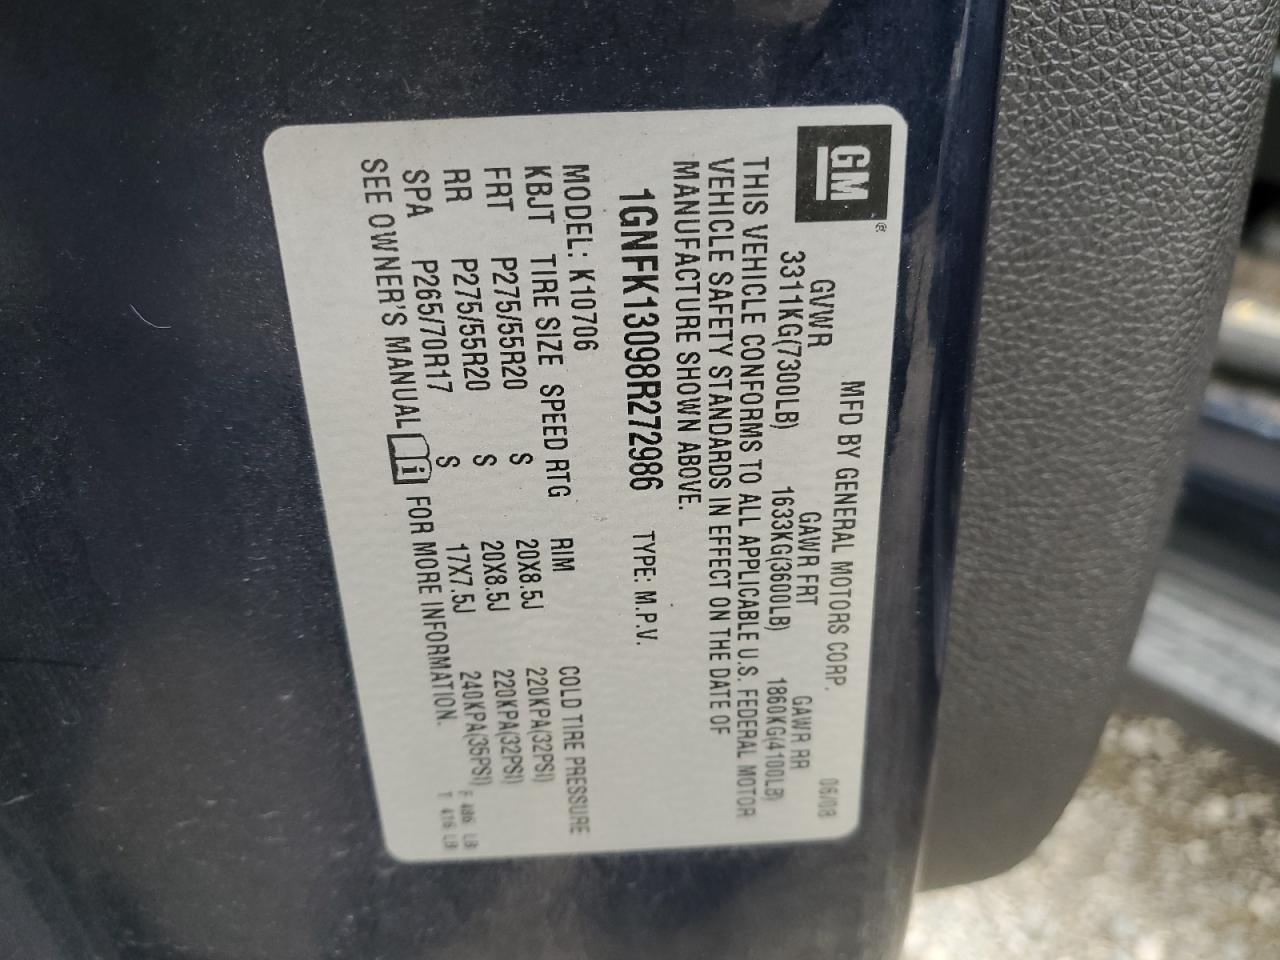 GM®
MFD BY GENERAL MOTORS CORP. 06/08
GVWR GAWR FRT GAWR RR
3311KG(7300LB) 1633KG(3600LB) 1860KG(4100LB)
THIS VEHICLE CONFORMS TO ALL APPLICABLE U.S. FEDERAL MOTOR
VEHICLE SAFETY STANDARDS IN EFFECT ON THE DATE OF
MANUFACTURE SHOWN ABOVE.
1GNFK13098R272986 TYPE: M.P.V.
MODEL: K10706
KBJT TIRE SIZE SPEED RTG RIM COLD TIRE PRESSURE
FRT P275/55R20 S 20X8.5J 220KPA(32PSI)
RR P275/55R20 S 20X8.5J 220KPA(32PSI)
SPA P265/70R17 S 17X7.5J 240KPA(35PSI)
SEE OWNER'S MANUAL i FOR MORE INFORMATION.
F LB
T LB